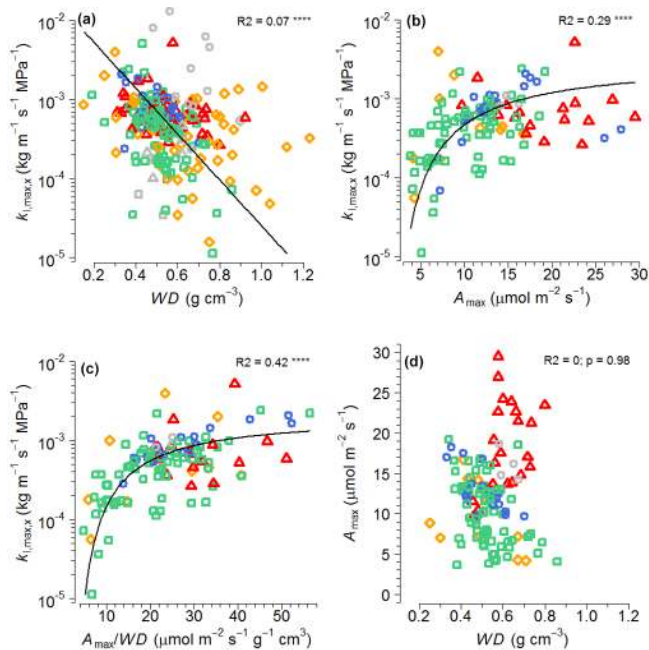 (a) R2 = 0.07 ****
10⁻²
10⁻³
10⁻⁴
10⁻⁵
k_l,max,x (kg m⁻¹ s⁻¹ MPa⁻¹)
0.2 0.4 0.6 0.8 1.0 1.2
WD (g cm⁻³)
(b) R2 = 0.29 ****
10⁻²
10⁻³
10⁻⁴
10⁻⁵
k_l,max,x (kg m⁻¹ s⁻¹ MPa⁻¹)
5 10 15 20 25 30
A_max (μmol m⁻² s⁻¹)
(c) R2 = 0.42 ****
10⁻²
10⁻³
10⁻⁴
10⁻⁵
k_l,max,x (kg m⁻¹ s⁻¹ MPa⁻¹)
10 20 30 40 50
A_max/WD (μmol m⁻² s⁻¹ g⁻¹ cm³)
(d) R2 = 0; p = 0.98
30
25
20
15
10
5
0
A_max (μmol m⁻² s⁻¹)
0.2 0.4 0.6 0.8 1.0 1.2
WD (g cm⁻³)